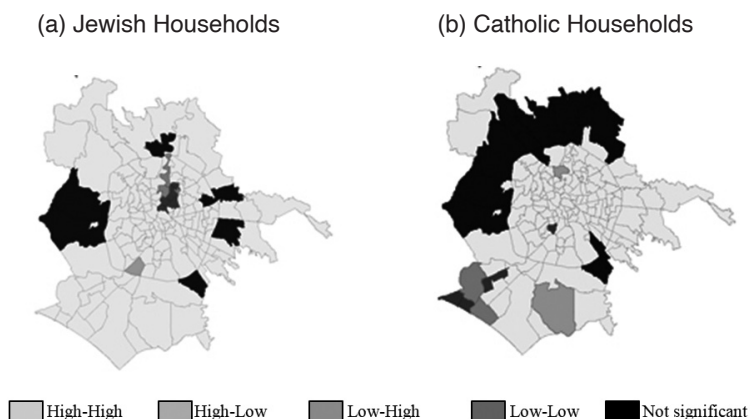 (a) Jewish Households
(b) Catholic Households
High-High
High-Low
Low-High
Low-Low
Not significant